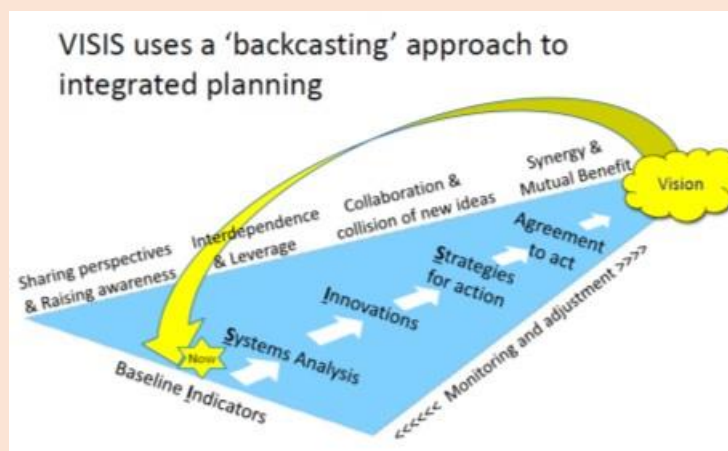 VISIS uses a ‘backcasting’ approach to
integrated planning
Sharing perspectives
& Raising awareness
Interdependence
& Leverage
Collaboration &
collision of new ideas
Synergy &
Mutual Benefit
Vision
Now
Baseline Indicators
Systems Analysis
Innovations
Strategies
for action
Agreement
to act
<<<<<< Monitoring and adjustment >>>>